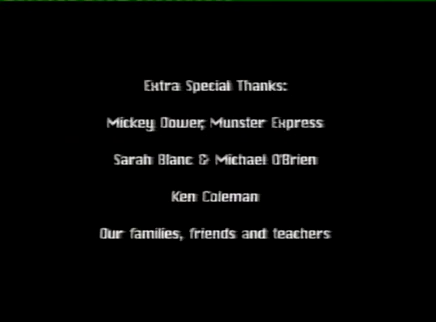 Extra Special Thanks:
Mickey Dower, Munster Express
Sarah Blanc & Michael O'Brien
Ken Coleman
Our families, friends and teachers